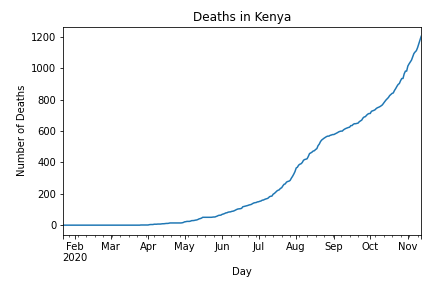 Deaths in Kenya
Number of Deaths
1200
1000
800
600
400
200
0
Feb Mar Apr May Jun Jul Aug Sep Oct Nov
2020
Day